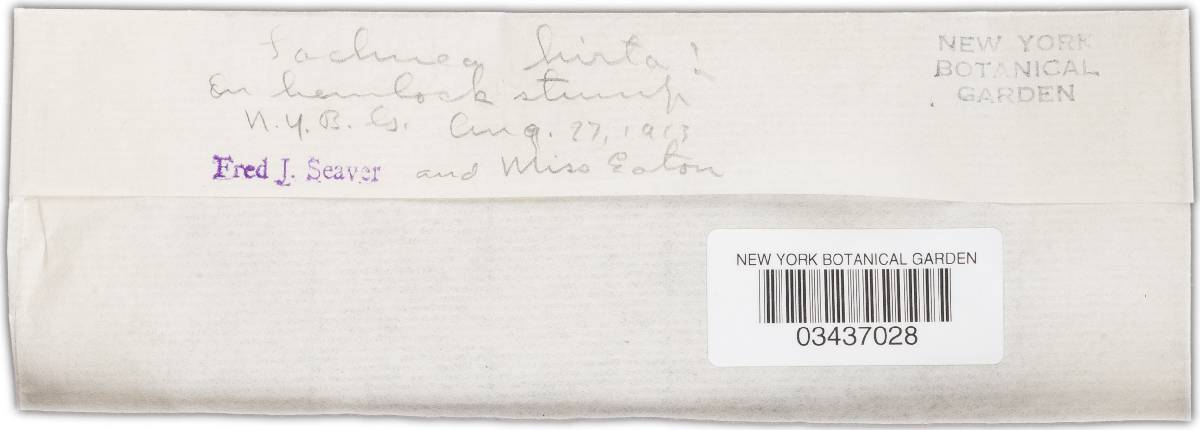 Lachnea hirta!
On hemlock stump
N.Y.B.G. Aug. 27, 1913
Fred J. Seaver and Miss Eaton
NEW YORK
BOTANICAL
GARDEN
NEW YORK BOTANICAL GARDEN
03437028